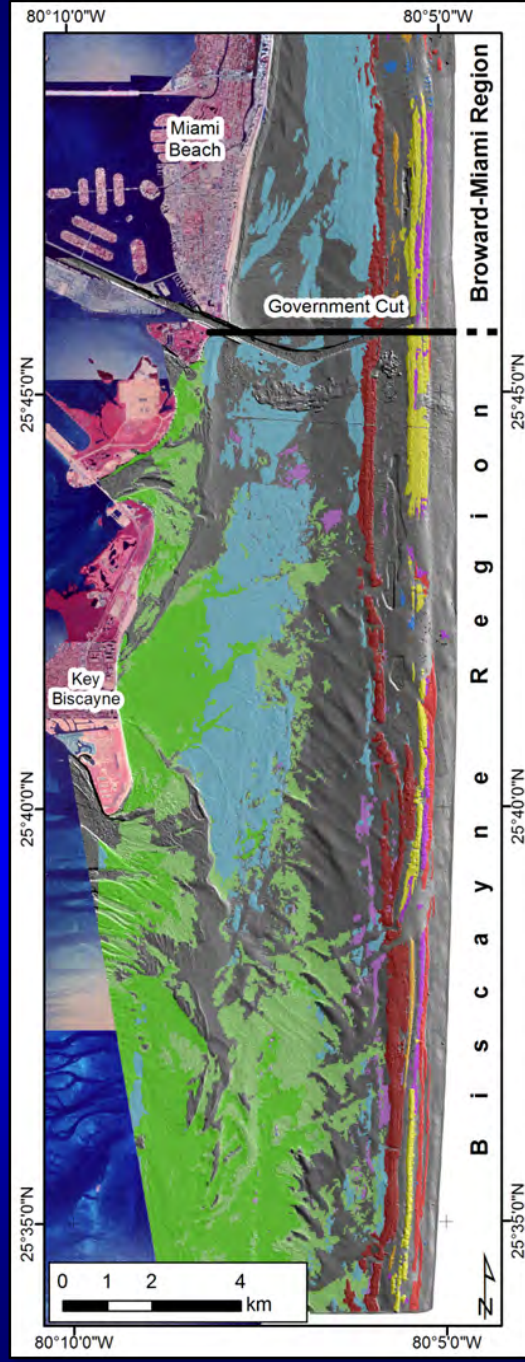 80°10'0"W
80°5'0"W
Miami
Beach
Broward-Miami Region
Government Cut
25°45'0"N
25°45'0"N
Key
Biscayne
Biscayne Region
25°40'0"N
25°40'0"N
25°35'0"N
25°35'0"N
0 1 2 4
km
N
80°10'0"W
80°5'0"W